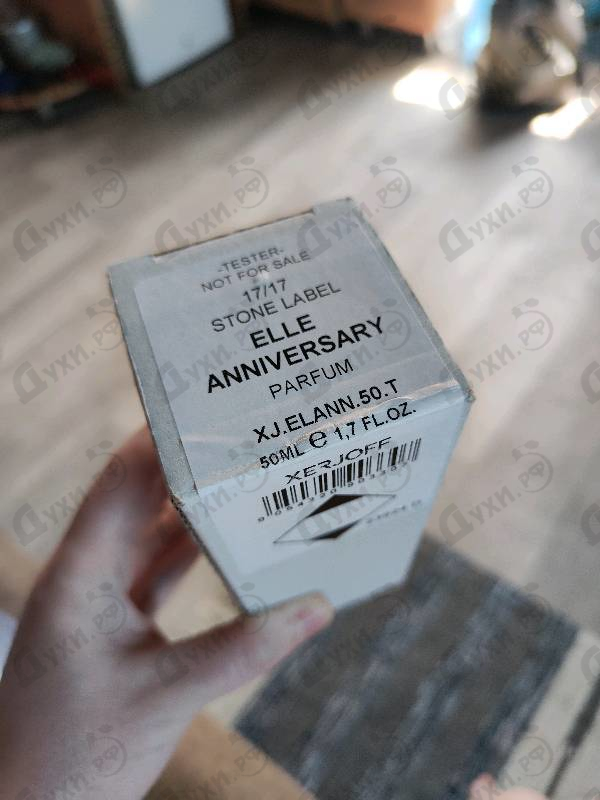 -TESTER-
NOT FOR SALE
17/17
STONE LABEL
ELLE
ANNIVERSARY
PARFUM
XJ.ELANN.50.T
50ML e 1,7 FL.OZ.
XERJOFF
Духи.рф